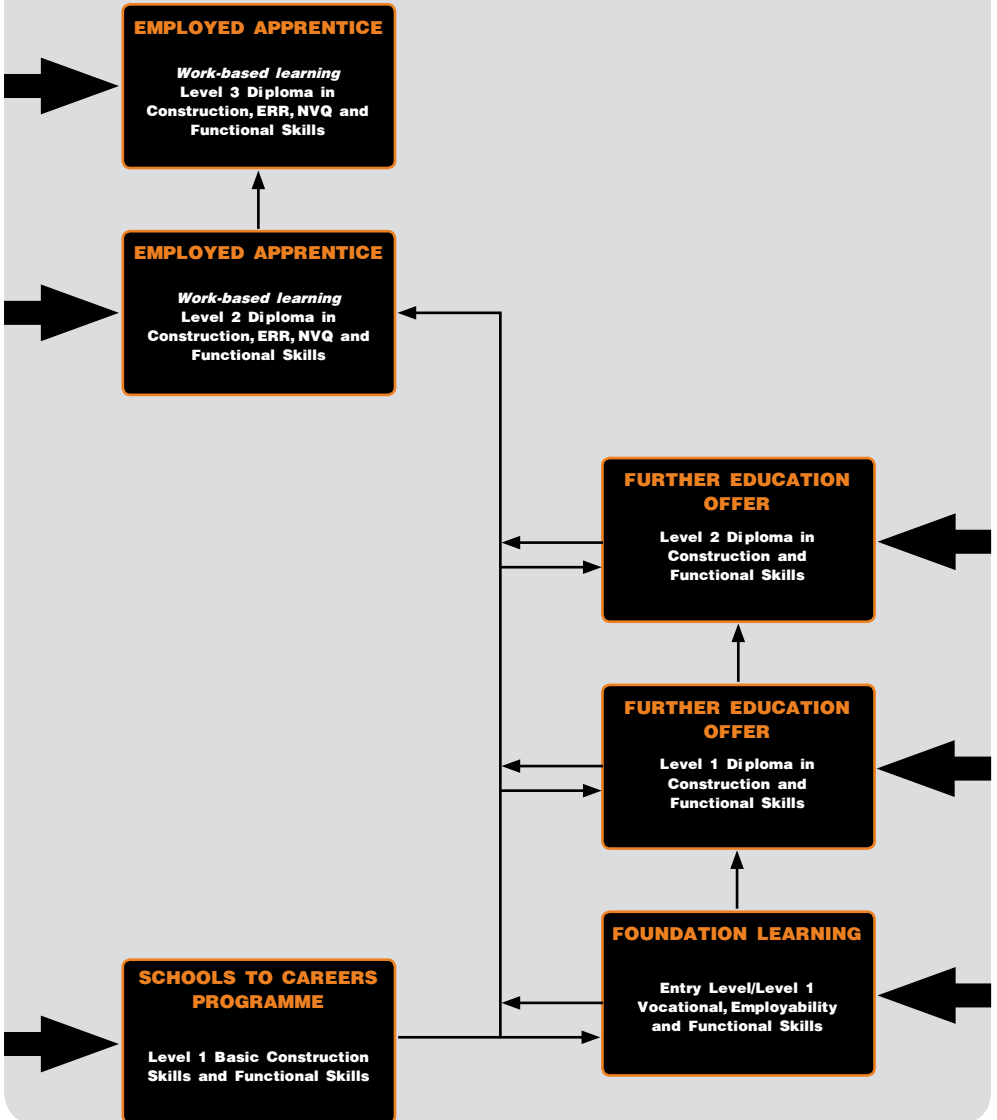 EMPLOYED APPRENTICE
Work-based learning
Level 3 Diploma in
Construction, ERR, NVQ and
Functional Skills
EMPLOYED APPRENTICE
Work-based learning
Level 2 Diploma in
Construction, ERR, NVQ and
Functional Skills
FURTHER EDUCATION
OFFER
Level 2 Diploma in
Construction and
Functional Skills
FURTHER EDUCATION
OFFER
Level 1 Diploma in
Construction and
Functional Skills
FOUNDATION LEARNING
Entry Level/Level 1
Vocational, Employability
and Functional Skills
SCHOOLS TO CAREERS
PROGRAMME
Level 1 Basic Construction
Skills and Functional Skills